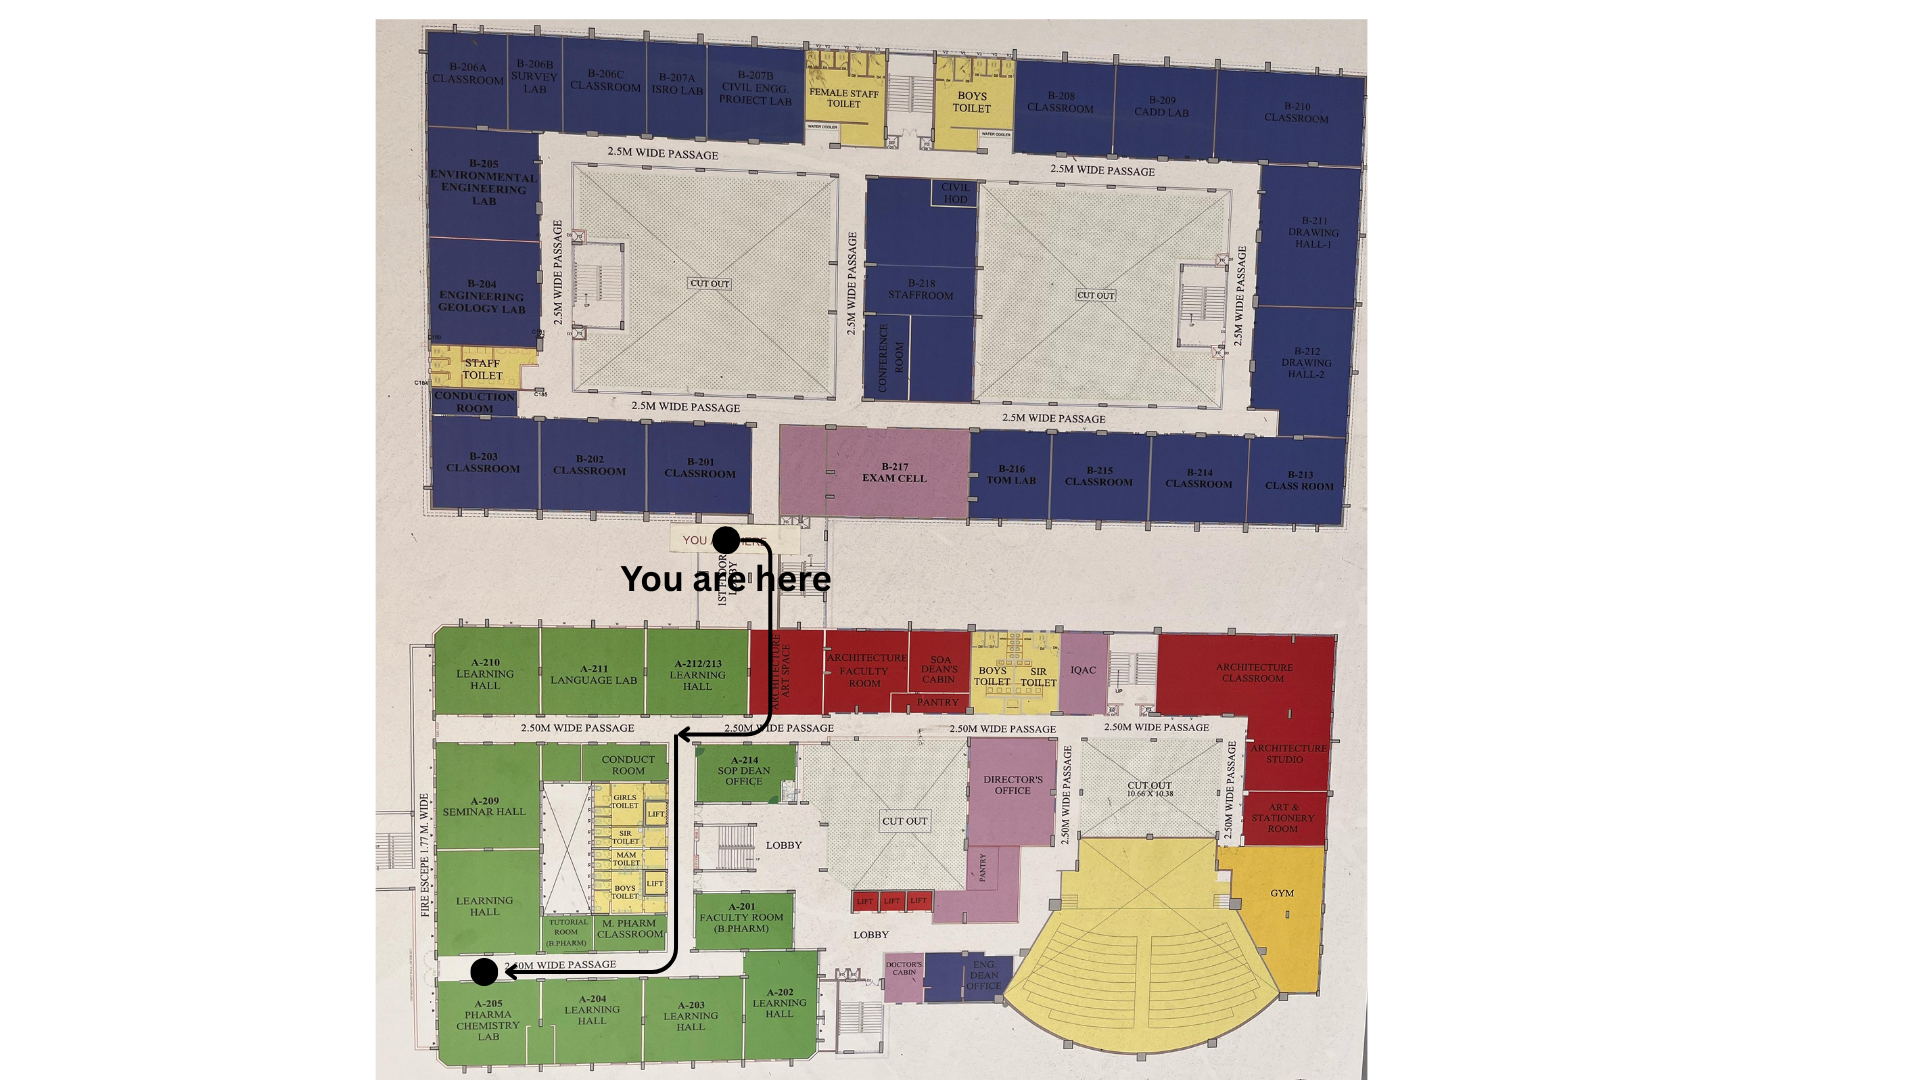 B-206A
CLASSROOM
B-206B
SURVEY
LAB
B-206C
CLASSROOM
B-207A
ISRO LAB
B-207B
CIVIL ENGG.
PROJECT LAB
FEMALE STAFF
TOILET
WATER COOLER
BOYS
TOILET
WATER COOLER
B-208
CLASSROOM
B-209
CADD LAB
B-210
CLASSROOM
2.5M WIDE PASSAGE
2.5M WIDE PASSAGE
B-205
ENVIRONMENTAL
ENGINEERING
LAB
CIVIL
HOD
B-211
DRAWING
HALL-1
2.5M WIDE PASSAGE
2.5M WIDE PASSAGE
2.5M WIDE PASSAGE
B-204
ENGINEERING
GEOLOGY LAB
CUT OUT
B-218
STAFFROOM
CUT OUT
CONFERENCE
ROOM
B-212
DRAWING
HALL-2
STAFF
TOILET
C18A
C18B
CONDUCTION
ROOM
2.5M WIDE PASSAGE
2.5M WIDE PASSAGE
B-203
CLASSROOM
B-202
CLASSROOM
B-201
CLASSROOM
B-217
EXAM CELL
B-216
TOM LAB
B-215
CLASSROOM
B-214
CLASSROOM
B-213
CLASS ROOM
YOU HERE
You are here
1ST FLOOR
A-210
LEARNING
HALL
A-211
LANGUAGE LAB
A-212/213
LEARNING
HALL
ARCHITECTURE
ART SPACE
ARCHITECTURE
FACULTY
ROOM
SOA
DEAN'S
CABIN
PANTRY
BOYS
TOILET
SIR
TOILET
IQAC
UP
ARCHITECTURE
CLASSROOM
2.50M WIDE PASSAGE
2.50M WIDE PASSAGE
2.50M WIDE PASSAGE
2.50M WIDE PASSAGE
CONDUCT
ROOM
A-214
SOP DEAN
OFFICE
DIRECTOR'S
OFFICE
2.50M WIDE PASSAGE
CUT OUT
10.66 X 10.38
2.50M WIDE PASSAGE
ARCHITECTURE
STUDIO
A-209
SEMINAR HALL
GIRLS
TOILET
LIFT
SIR
TOILET
MAM
TOILET
BOYS
TOILET
LIFT
LOBBY
CUT OUT
ART &
STATIONERY
ROOM
FIRE ESCEPE 1.77.M. WIDE
PANTRY
GYM
LEARNING
HALL
TUTORIAL
ROOM
(B.PHARM)
M. PHARM
CLASSROOM
A-201
FACULTY ROOM
(B.PHARM)
LIFT
LIFT
LIFT
LOBBY
2.50M WIDE PASSAGE
DOCTOR'S
CABIN
ENG.
DEAN
OFFICE
A-205
PHARMA
CHEMISTRY
LAB
A-204
LEARNING
HALL
A-203
LEARNING
HALL
A-202
LEARNING
HALL